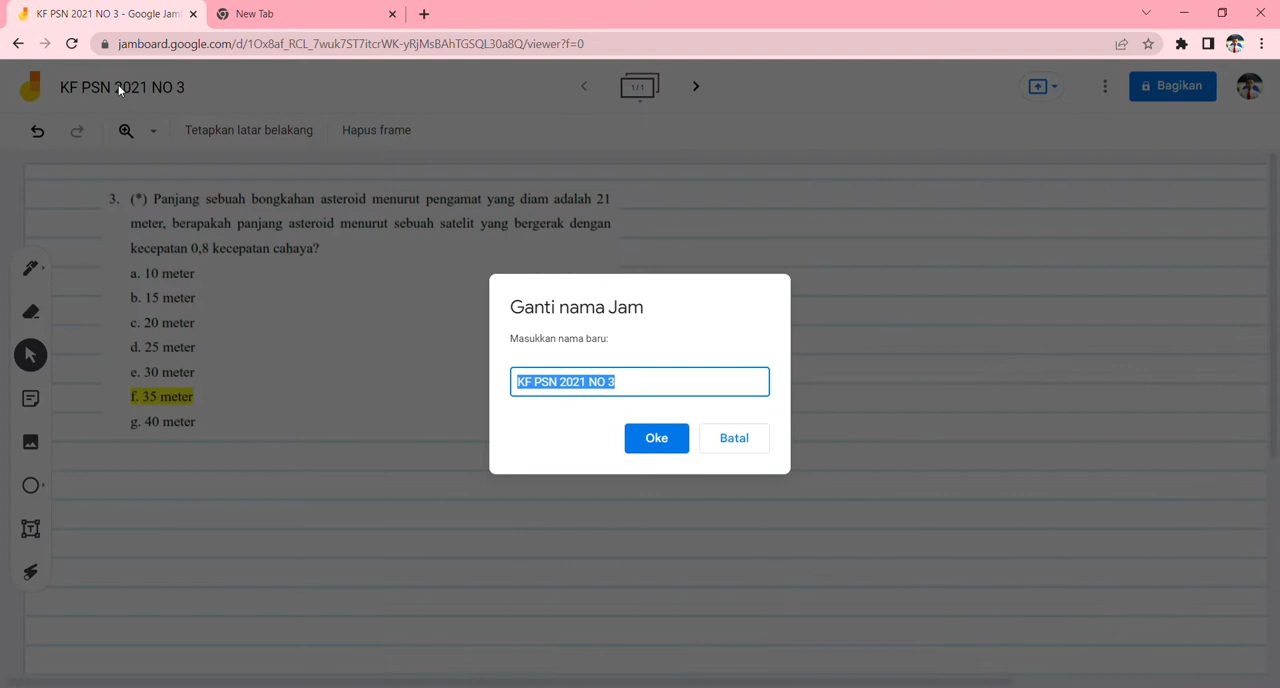 KF PSN 2021 NO 3 - Google Jam
New Tab
jamboard.google.com/d/1Ox8af_RCL_7wuk7ST7itcrWK-yRjMsBAhTGSQL30a8Q/viewer?f=0
KF PSN 2021 NO 3
1/1
Bagikan
Tetapkan latar belakang
Hapus frame
3. (*) Panjang sebuah bongkahan asteroid menurut pengamat yang diam adalah 21
meter, berapakah panjang asteroid menurut sebuah satelit yang bergerak dengan
kecepatan 0,8 kecepatan cahaya?
a. 10 meter
b. 15 meter
c. 20 meter
d. 25 meter
e. 30 meter
f. 35 meter
g. 40 meter
Ganti nama Jam
Masukkan nama baru:
KF PSN 2021 NO 3
Oke
Batal